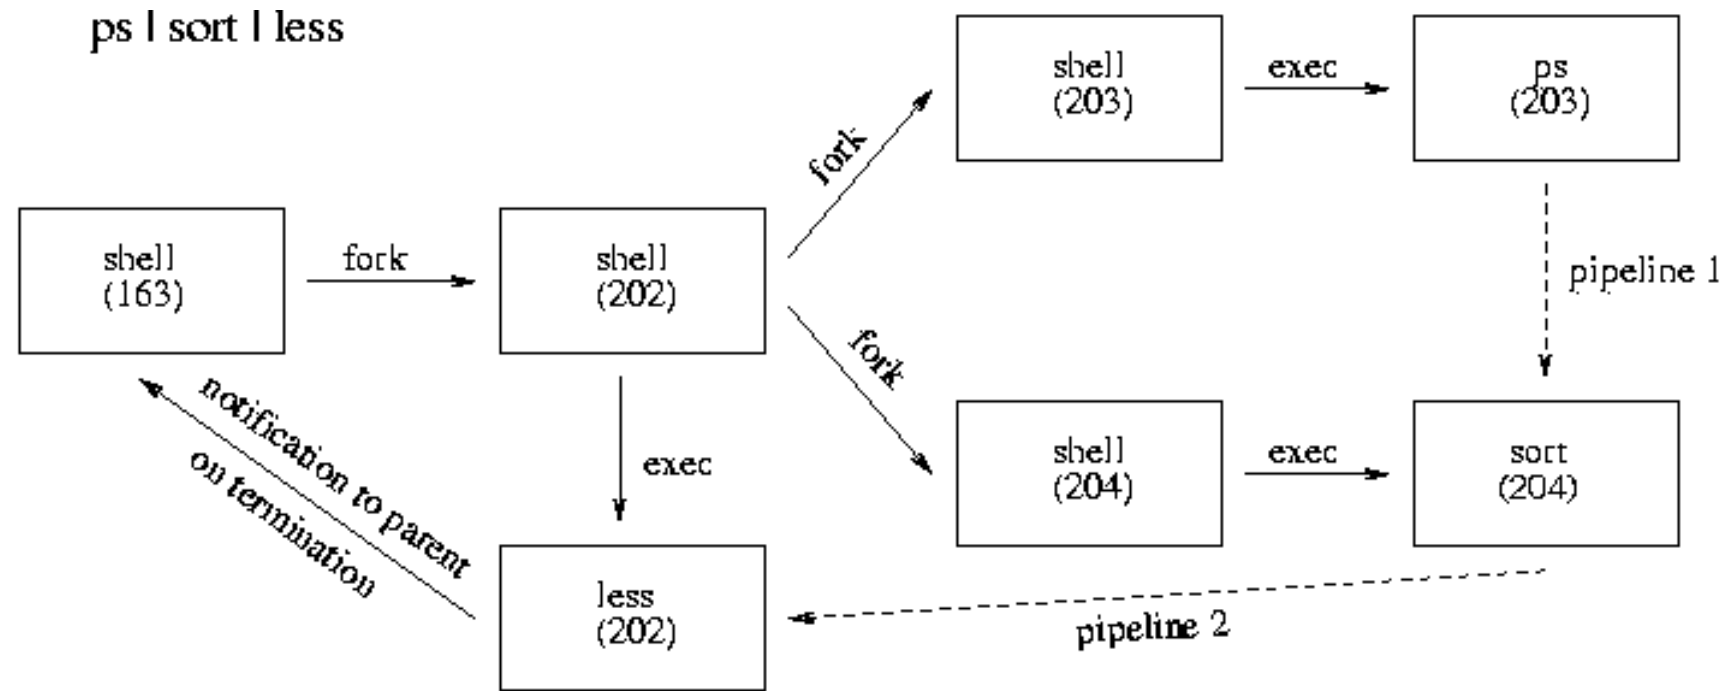 ps | sort | less
shell
(203)
exec
ps
(203)
fork
shell
(163)
fork
shell
(202)
pipeline 1
fork
notification to parent
on termination
exec
shell
(204)
exec
sort
(204)
less
(202)
pipeline 2